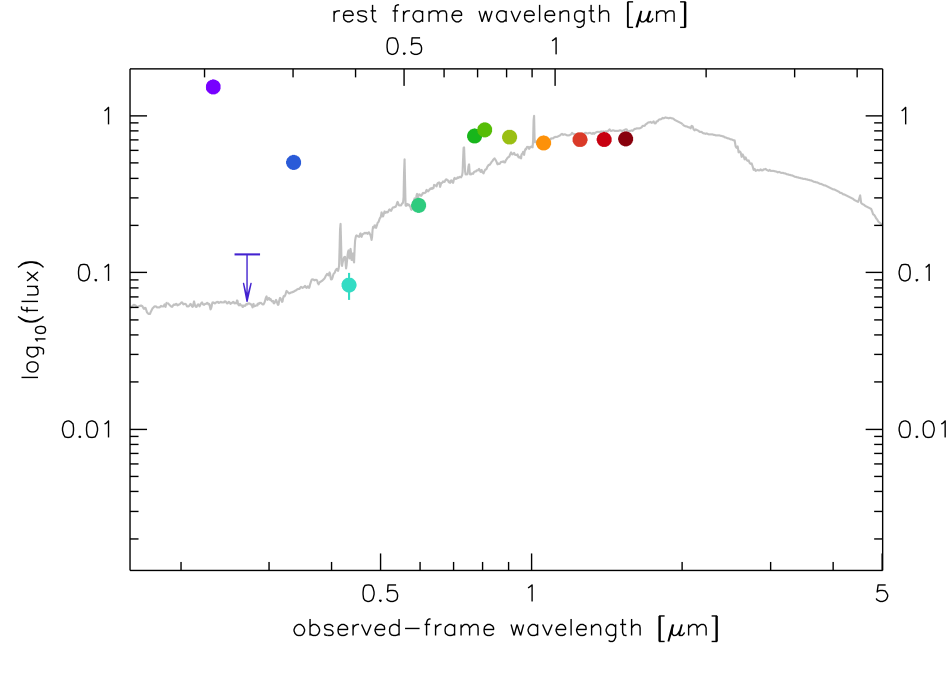 rest frame wavelength [μm]
0.5 1
1 1
0.1 0.1
0.01 0.01
log10(flux)
0.5 1 5
observed-frame wavelength [μm]